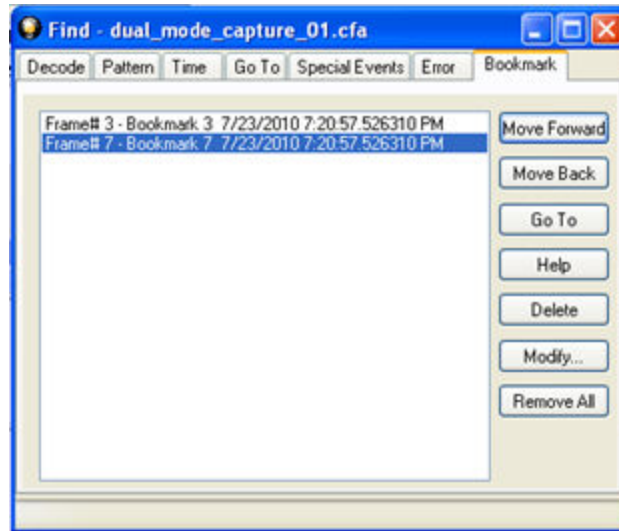 Find - dual_mode_capture_01.cfa
Decode Pattern Time Go To Special Events Error Bookmark
Frame# 3 - Bookmark 3 7/23/2010 7:20:57.526310 PM
Frame# 7 - Bookmark 7 7/23/2010 7:20:57.526310 PM
Move Forward
Move Back
Go To
Help
Delete
Modify...
Remove All